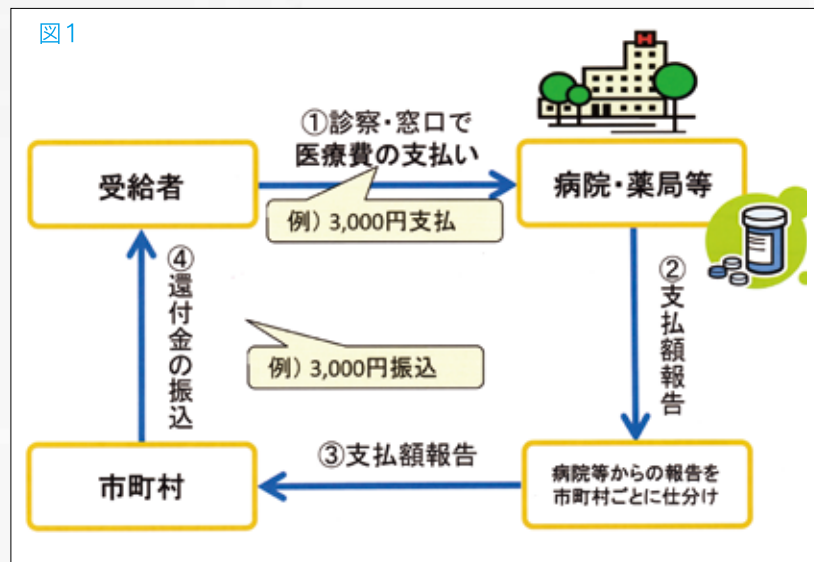 図1
①診察・窓口で
医療費の支払い
受給者
病院・薬局等
例）3,000円支払
H
④還付金の振込
②支払額報告
例）3,000円振込
③支払額報告
市町村
病院等からの報告を
市町村ごとに仕分け